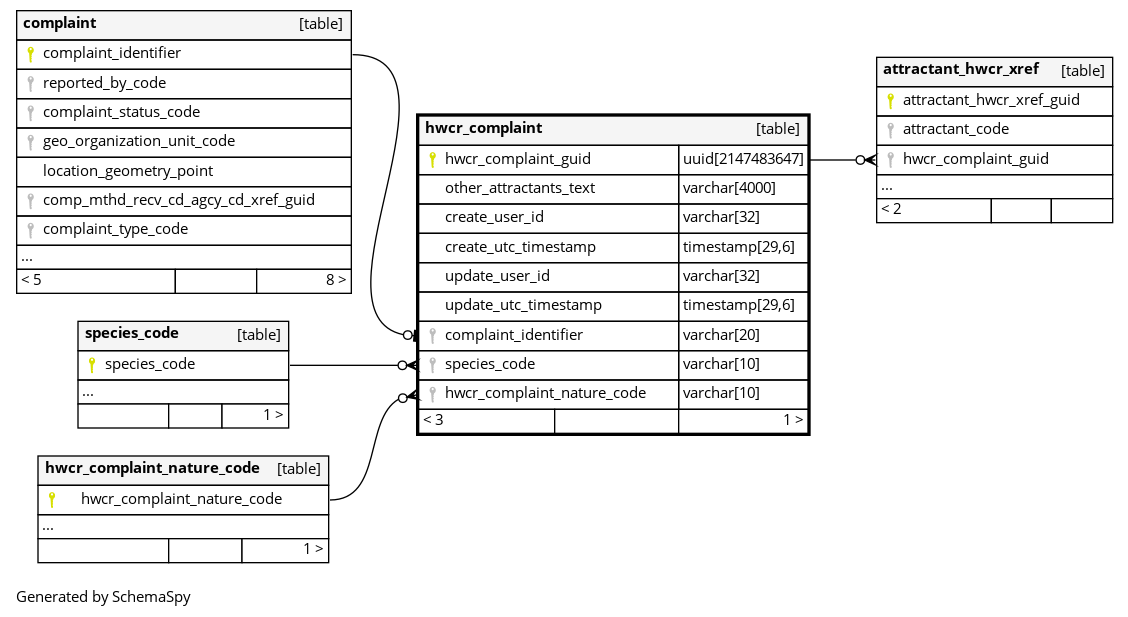 complaint [table]
complaint_identifier
reported_by_code
complaint_status_code
geo_organization_unit_code
location_geometry_point
comp_mthd_recv_cd_agcy_cd_xref_guid
complaint_type_code
...
< 5 8 >
species_code [table]
species_code
...
1 >
hwcr_complaint_nature_code [table]
hwcr_complaint_nature_code
...
1 >
hwcr_complaint [table]
hwcr_complaint_guid uuid[2147483647]
other_attractants_text varchar[4000]
create_user_id varchar[32]
create_utc_timestamp timestamp[29,6]
update_user_id varchar[32]
update_utc_timestamp timestamp[29,6]
complaint_identifier varchar[20]
species_code varchar[10]
hwcr_complaint_nature_code varchar[10]
< 3 1 >
attractant_hwcr_xref [table]
attractant_hwcr_xref_guid
attractant_code
hwcr_complaint_guid
...
< 2
Generated by SchemaSpy